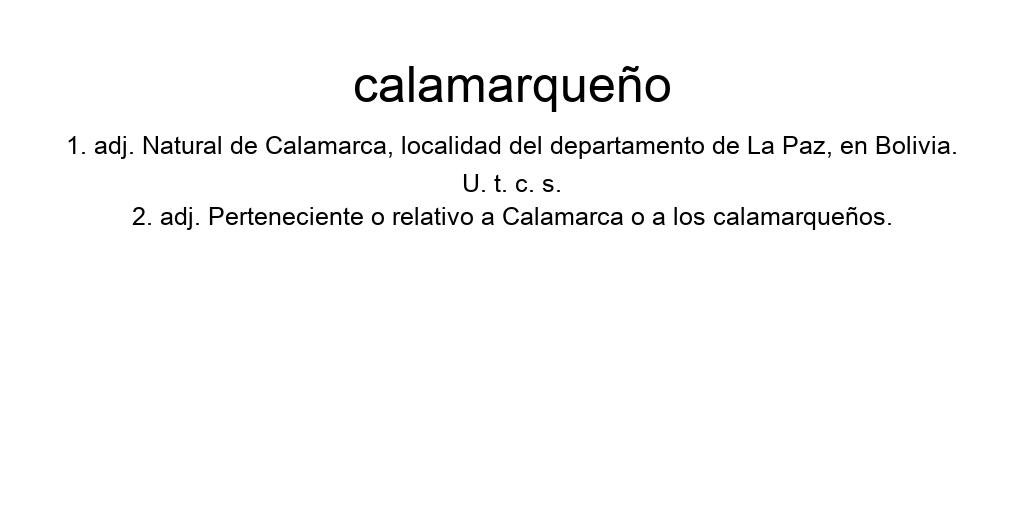 calamarqueño
1. adj. Natural de Calamarca, localidad del departamento de La Paz, en Bolivia.
U. t. c. s.
2. adj. Perteneciente o relativo a Calamarca o a los calamarqueños.